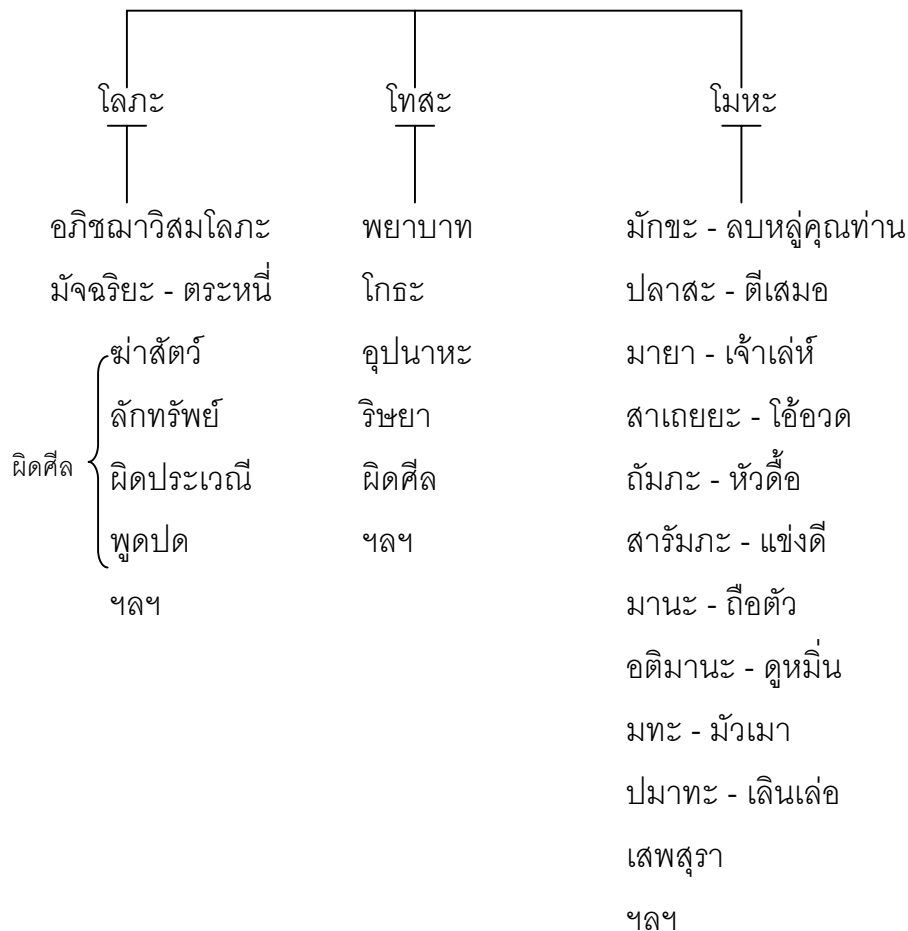 โลภะ
อภิชฌาวิสมโลภะ
มัจฉริยะ - ตระหนี่
ผิดศีล
ฆ่าสัตว์
ลักทรัพย์
ผิดประเวณี
พูดปด
ฯลฯ
โทสะ
พยาบาท
โกธะ
อุปนาหะ
ริษยา
ผิดศีล
ฯลฯ
โมหะ
มักขะ - ลบหลู่คุณท่าน
ปลาสะ - ตีเสมอ
มายา - เจ้าเล่ห์
สาเถยยะ - โอ้อวด
ถัมภะ - หัวดื้อ
สารัมภะ - แข่งดี
มานะ - ถือตัว
อติมานะ - ดูหมิ่น
มทะ - มัวเมา
ปมาทะ - เลินเล่อ
เสพสุรา
ฯลฯ